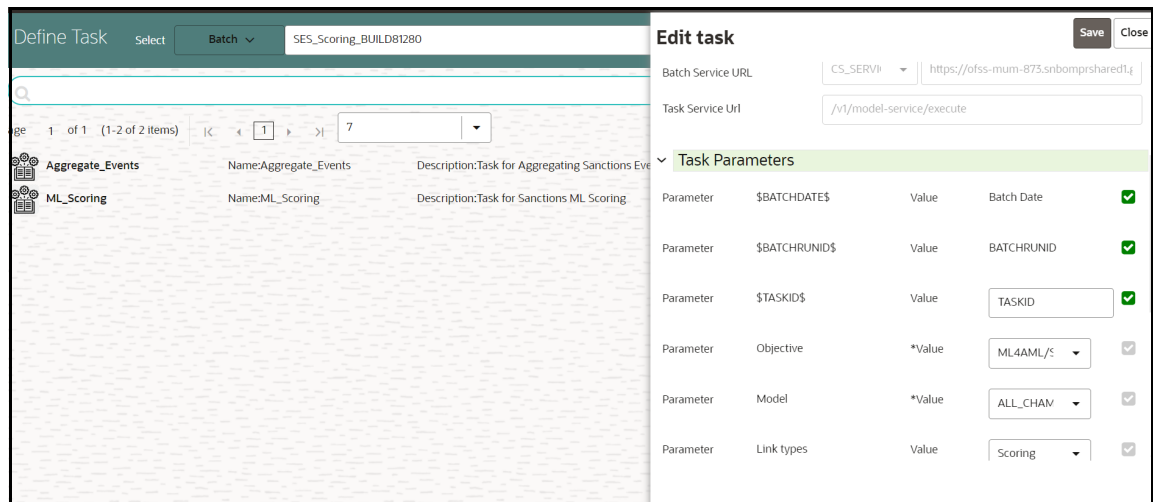 Define Task Select Batch SES_Scoring_BUILD81280
age 1 of 1 (1-2 of 2 items) 1 7
Aggregate_Events Name:Aggregate_Events Description:Task for Aggregating Sanctions Eve
ML_Scoring Name:ML_Scoring Description:Task for Sanctions ML Scoring
Edit task Save Close
Batch Service URL CS_SERVI https://ofss-mum-873.snbomprshared1.g
Task Service Url /v1/model-service/execute
Task Parameters
Parameter $BATCHDATE$ Value Batch Date
Parameter $BATCHRUNID$ Value BATCHRUNID
Parameter $TASKID$ Value TASKID
Parameter Objective *Value ML4AML/S
Parameter Model *Value ALL_CHAM
Parameter Link types Value Scoring